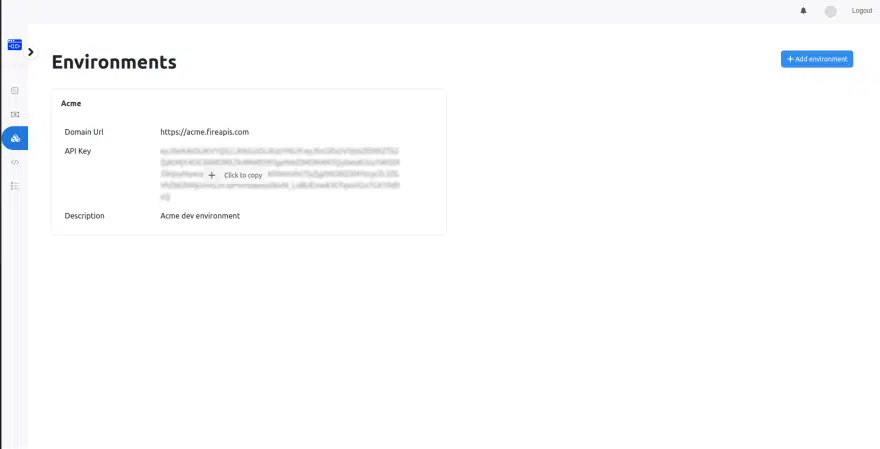 Logout
Environments
Add environment
Acme
Domain Url https://acme.fireapis.com
API Key
Click to copy
Description Acme dev environment